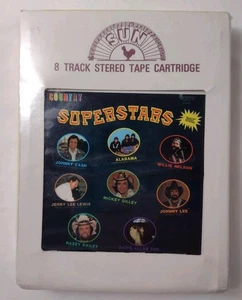 SUN
8 TRACK STEREO TAPE CARTRIDGE
COUNTRY
SUPERSTARS
JOHNNY CASH
ALABAMA
WILLIE NELSON
JERRY LEE LEWIS
MICKEY GILLEY
JOHNNY LEE